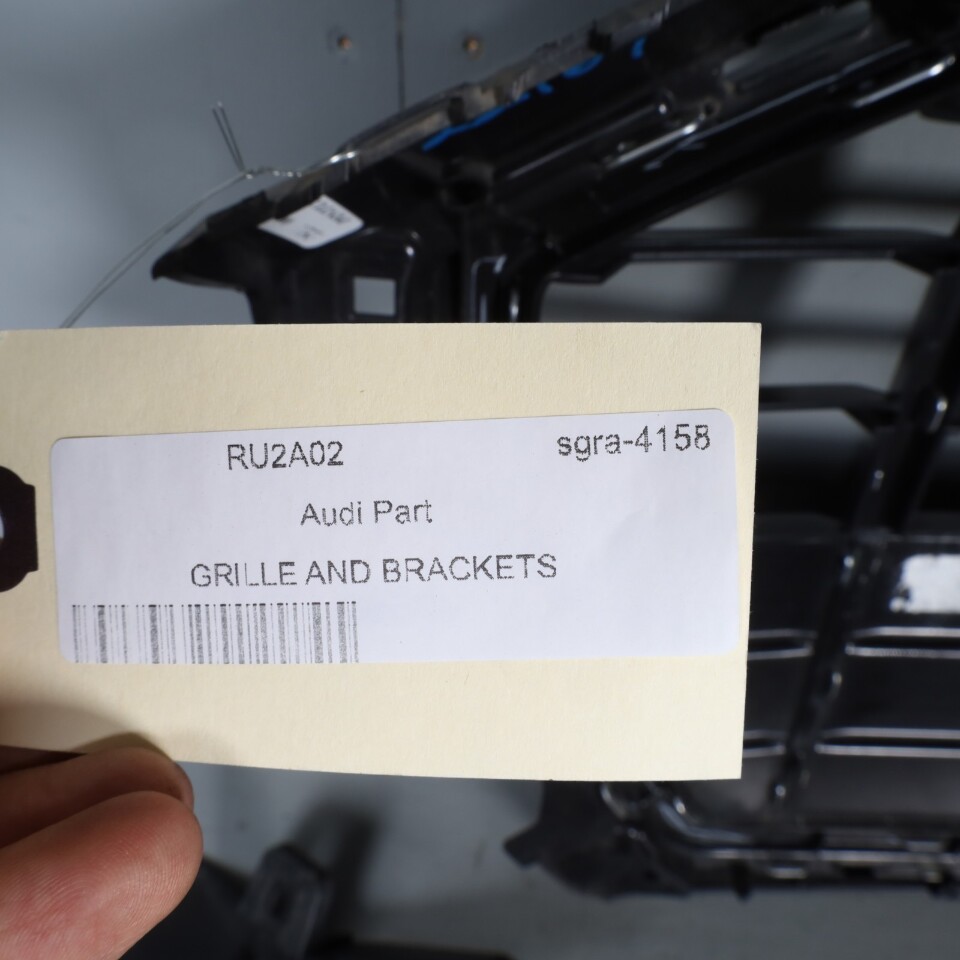 RU2A02 sgra-4158
Audi Part
GRILLE AND BRACKETS